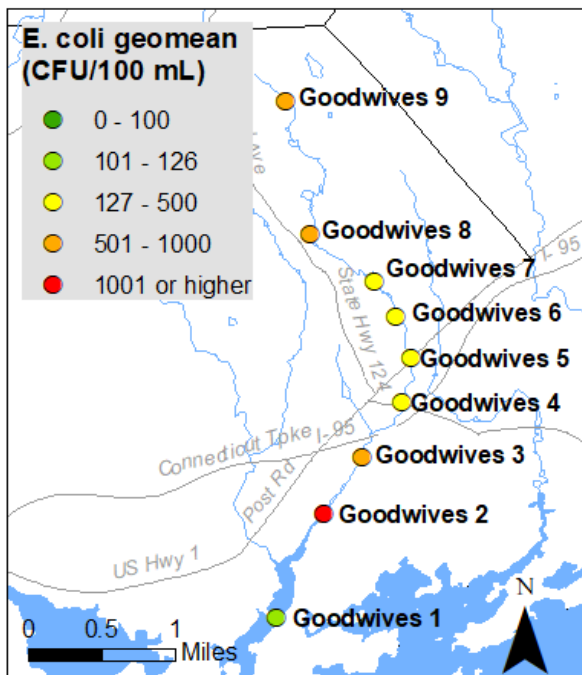 E. coli geomean
(CFU/100 mL)
0 - 100
101 - 126
127 - 500
501 - 1000
1001 or higher
Goodwives 9
Goodwives 8
Goodwives 7
I- 95
State Hwy 124
Goodwives 6
Goodwives 5
Goodwives 4
Connecticut Tpke
I- 95
Goodwives 3
Post Rd
Goodwives 2
US Hwy 1
N
Goodwives 1
0
0.5
1
Miles